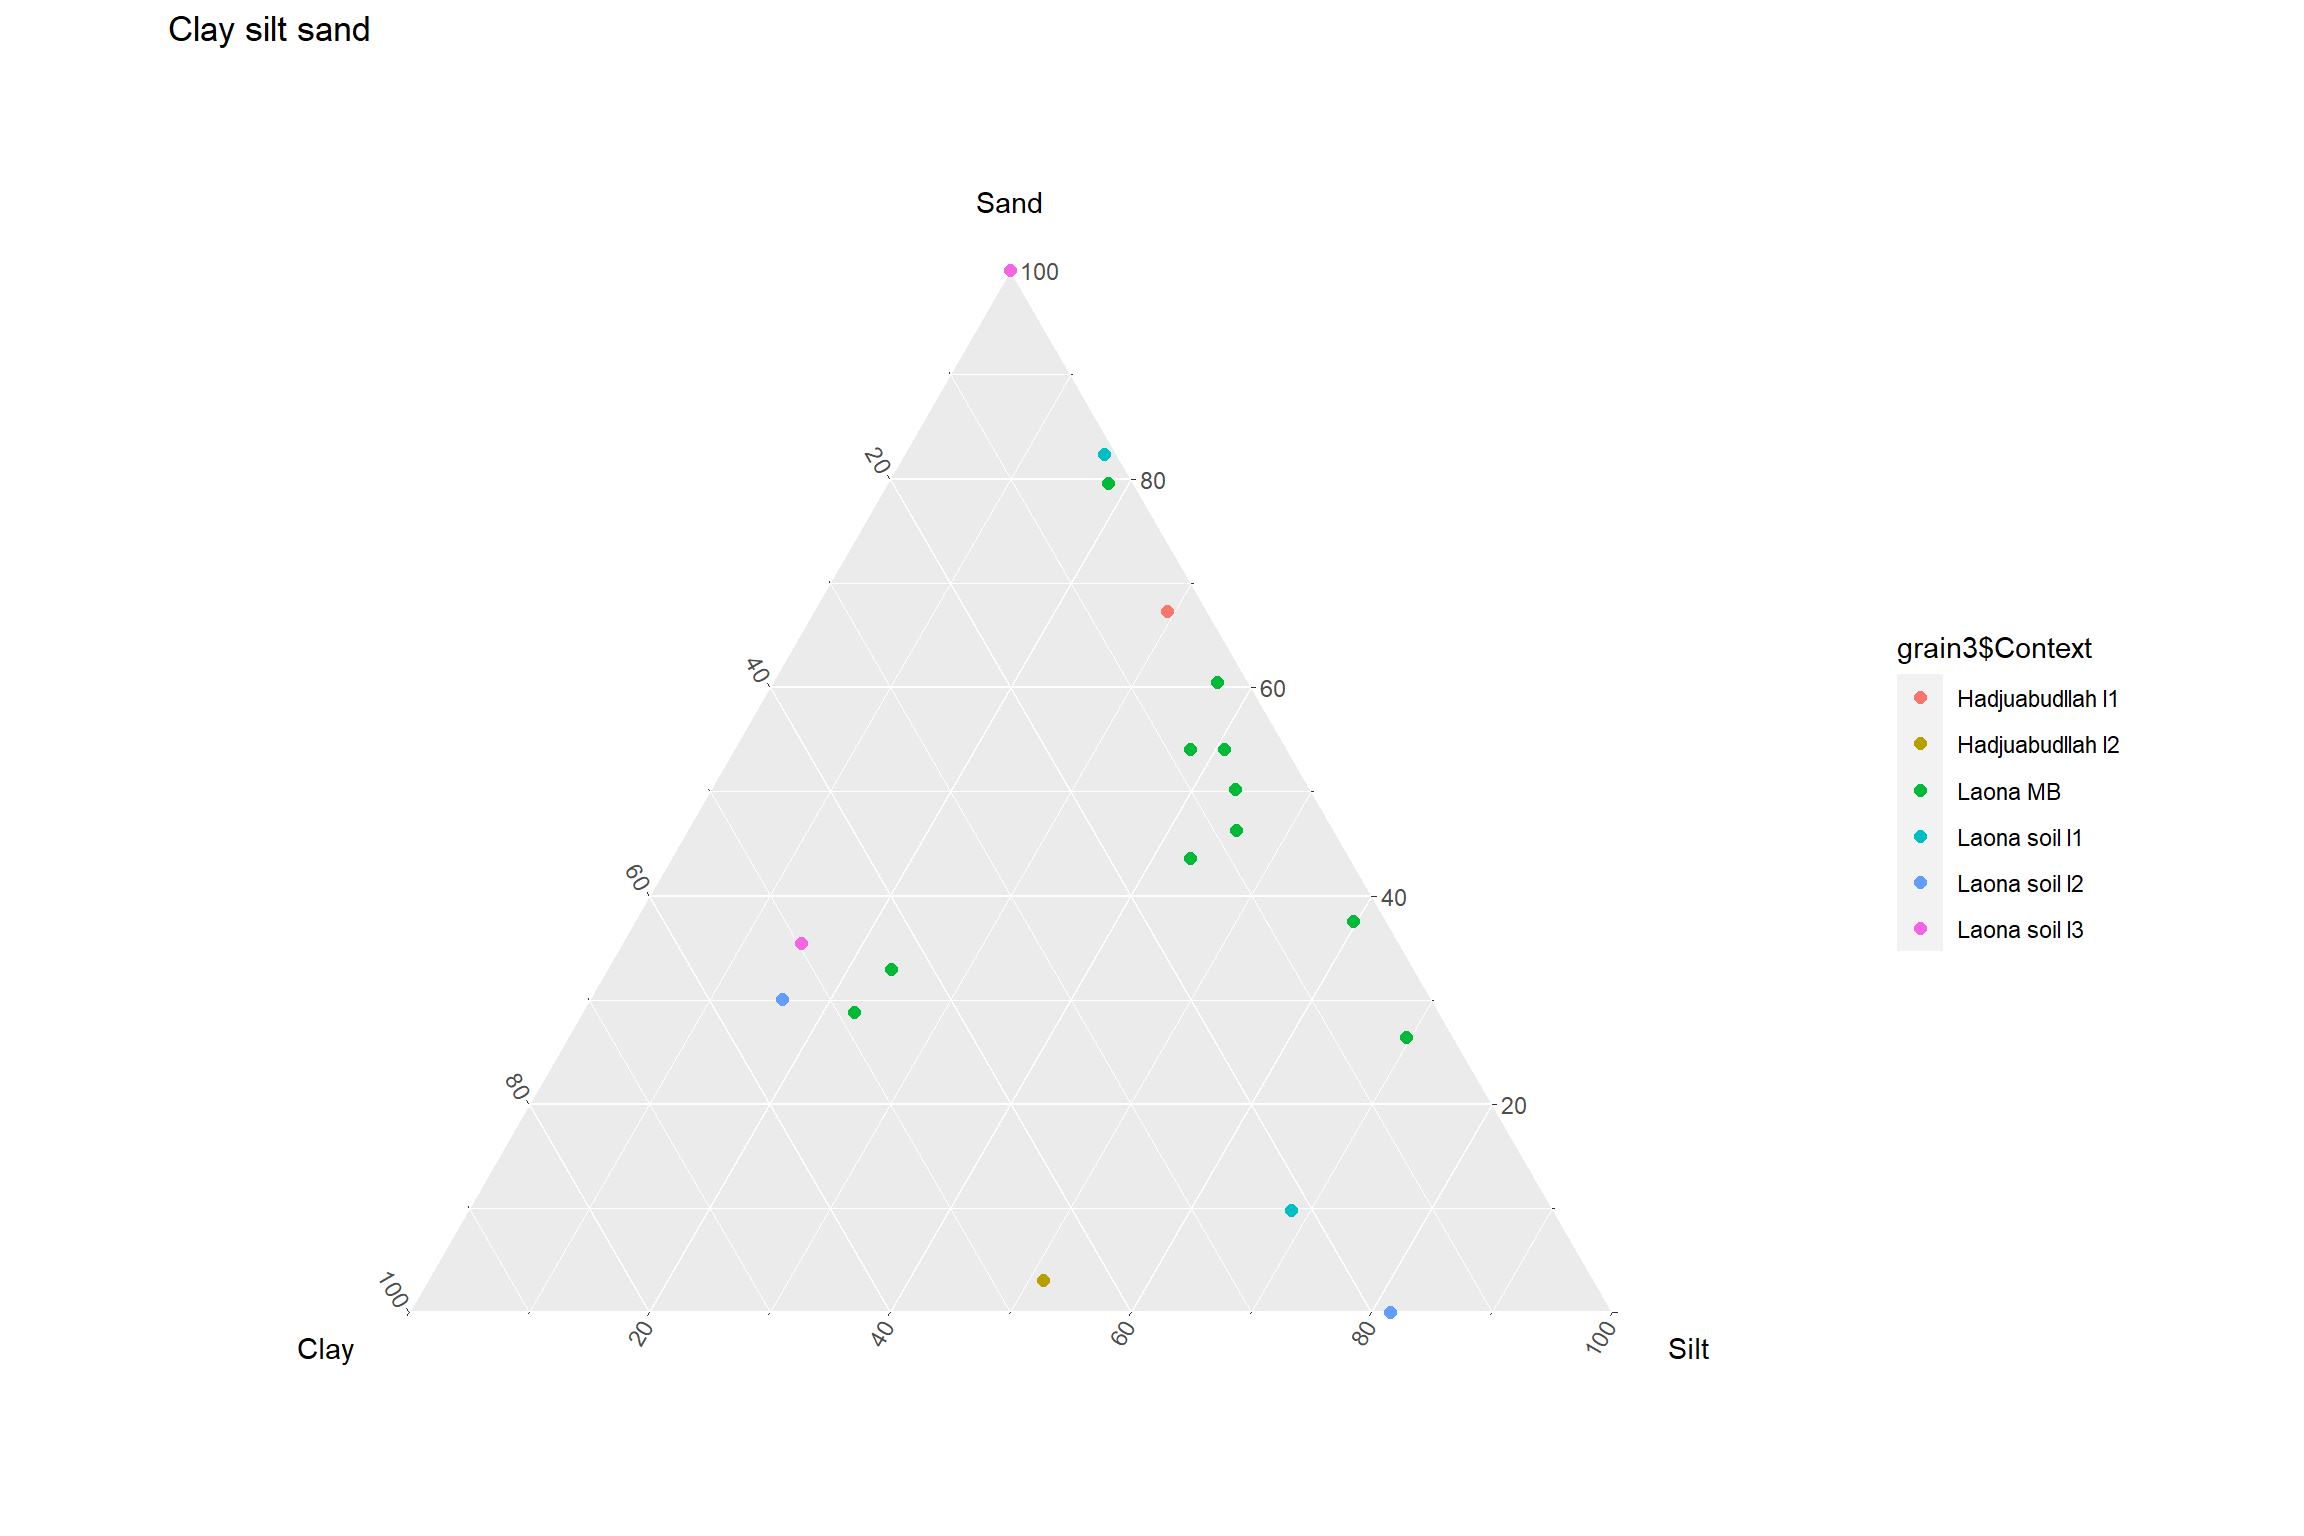 Clay silt sand
Sand
100
80
60
40
20
20
40
60
80
100
20
40
60
80
100
Clay
Silt
grain3$Context
Hadjuabudllah l1
Hadjuabudllah l2
Laona MB
Laona soil l1
Laona soil l2
Laona soil l3